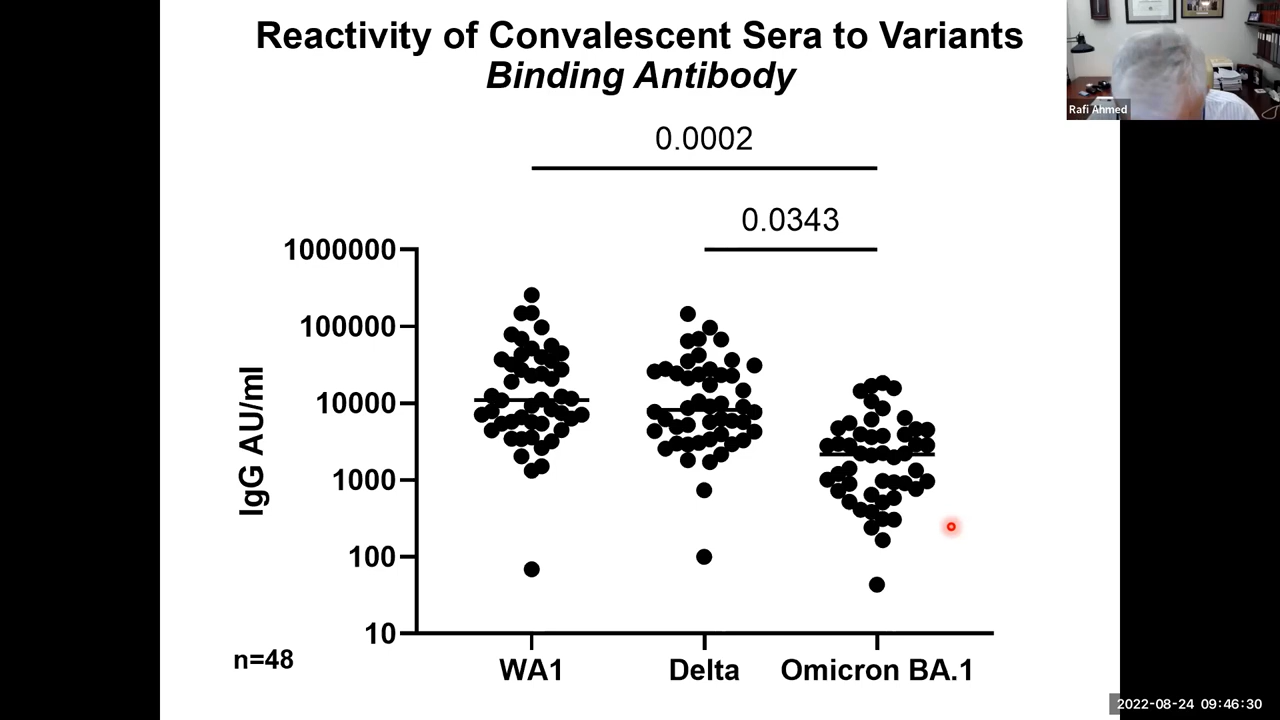 Reactivity of Convalescent Sera to Variants
Binding Antibody
Rafi Ahmed
0.0002
0.0343
1000000
100000
10000
1000
100
10
IgG AU/ml
n=48
WA1
Delta
Omicron BA.1
2022-08-24 09:46:30